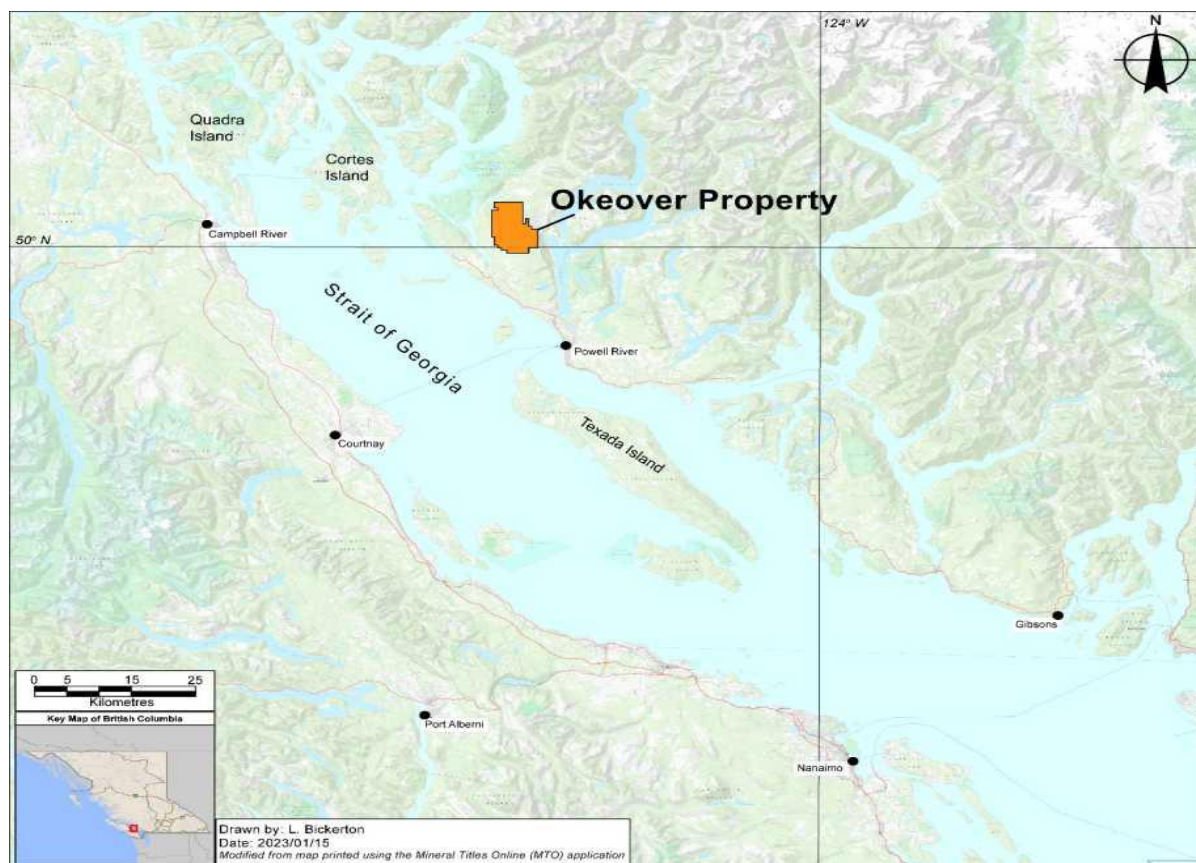 124° W
N
Quadra
Island
Cortes
Island
Okeover Property
Campbell River
50° N
Strait of Georgia
Powell River
Texada Island
Courtnay
Gibsons
Port Alberni
Nanaimo
0 5 15 25
Kilometres
Key Map of British Columbia
Drawn by: L. Bickerton
Date: 2023/01/15
Modified from map printed using the Mineral Titles Online (MTO) application